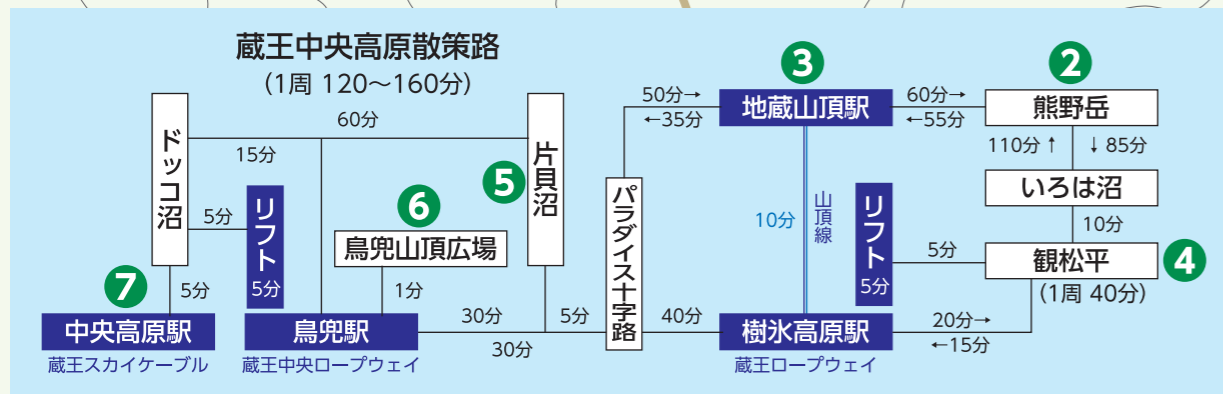 蔵王中央高原散策路
(1周 120〜160分)
ドッコ沼
60分
15分
5分
リフト
5分
5分
7
中央高原駅
蔵王スカイケーブル
6
鳥兜山頂広場
1分
鳥兜駅
蔵王中央ロープウェイ
5
片貝沼
30分
30分
5分
パラダイス十字路
50分→
←35分
40分
3
地蔵山頂駅
10分
山頂線
樹氷高原駅
蔵王ロープウェイ
リフト
5分
5分
60分→
←55分
2
熊野岳
110分↑
↓85分
いろは沼
10分
観松平
4
(1周 40分)
20分→
←15分